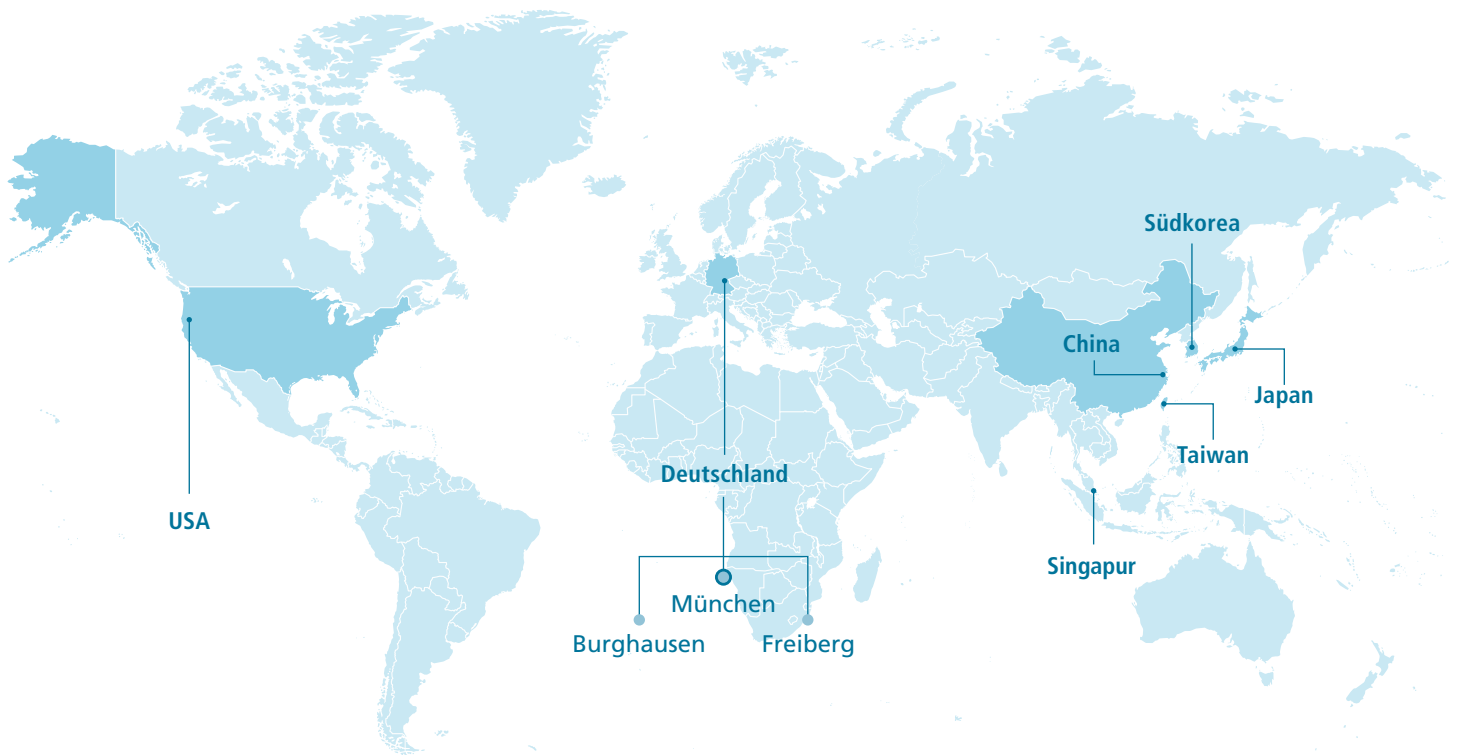 Südkorea
China
Japan
Taiwan
Deutschland
USA
Singapur
München
Burghausen
Freiberg